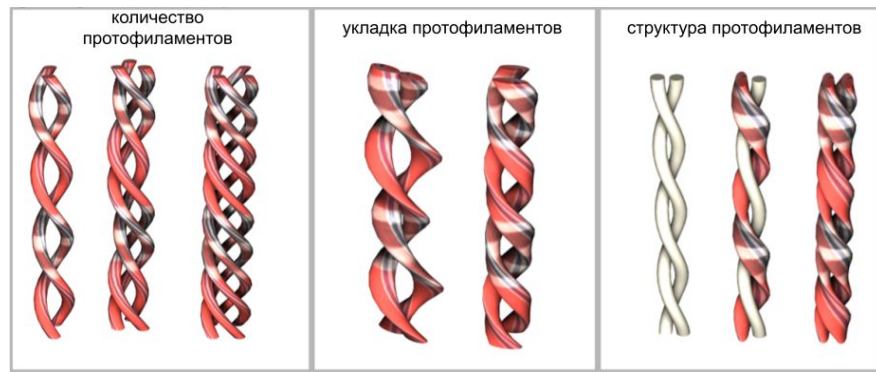 количество
протофиламентов
укладка протофиламентов
структура протофиламентов